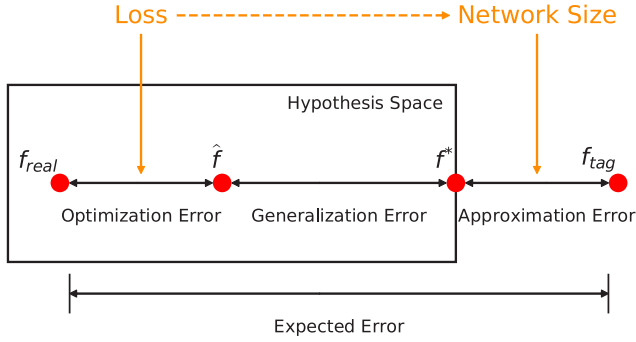 Loss Network Size
Hypothesis Space
f_real f̂ f* f_tag
Optimization Error Generalization Error Approximation Error
Expected Error